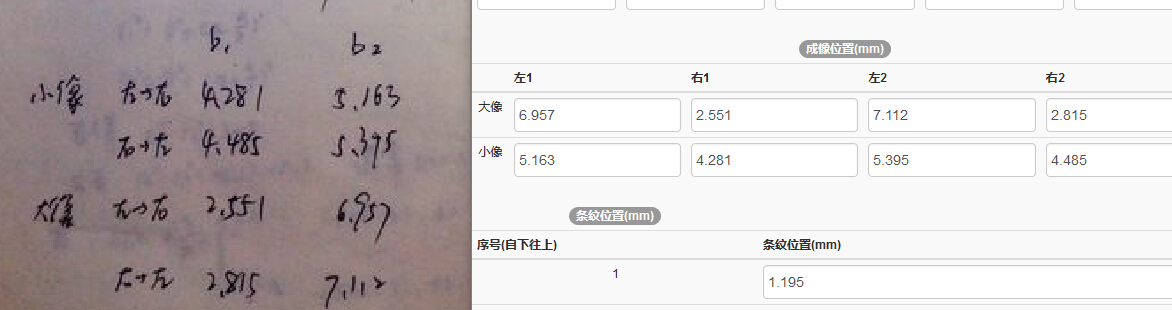 b₁ b₂
小像 左→右 4.281 5.163
右→左 4.485 5.395
大像 左→右 2.551 6.957
右→左 2.815 7.112
成像位置(mm)
左1 右1 左2 右2
大像 6.957 2.551 7.112 2.815
小像 5.163 4.281 5.395 4.485
条纹位置(mm)
序号(自下往上) 条纹位置(mm)
1 1.195